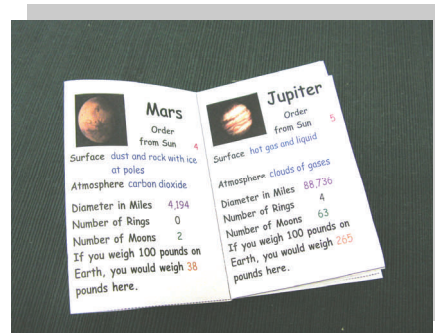 Mars
Order
from Sun 4
Surface dust and rock with ice
at poles
Atmosphere carbon dioxide
Diameter in Miles 4,194
Number of Rings 0
Number of Moons 2
If you weigh 100 pounds on
Earth, you would weigh 38
pounds here.
Jupiter
Order
from Sun 5
Surface hot gas and liquid
Atmosphere clouds of gases
Diameter in Miles 88,736
Number of Rings 4
Number of Moons 63
If you weigh 100 pounds on
Earth, you would weigh 265
pounds here.